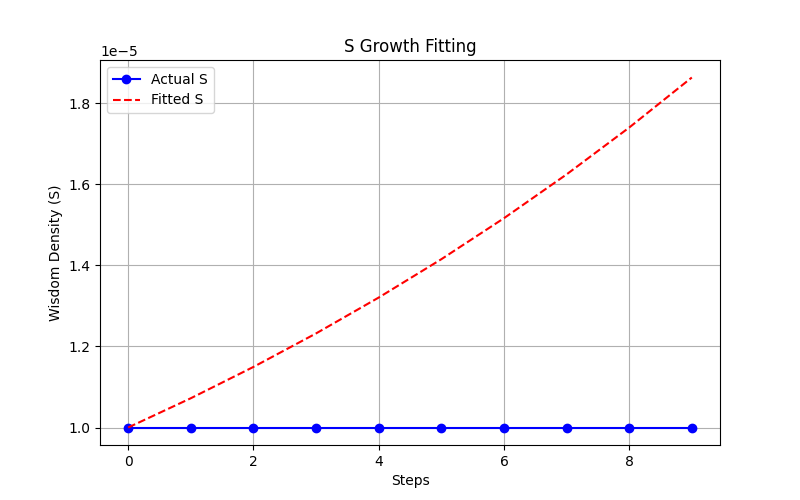 S Growth Fitting
1e−5
Actual S
Fitted S
1.8
1.6
1.4
1.2
1.0
Wisdom Density (S)
0 2 4 6 8
Steps